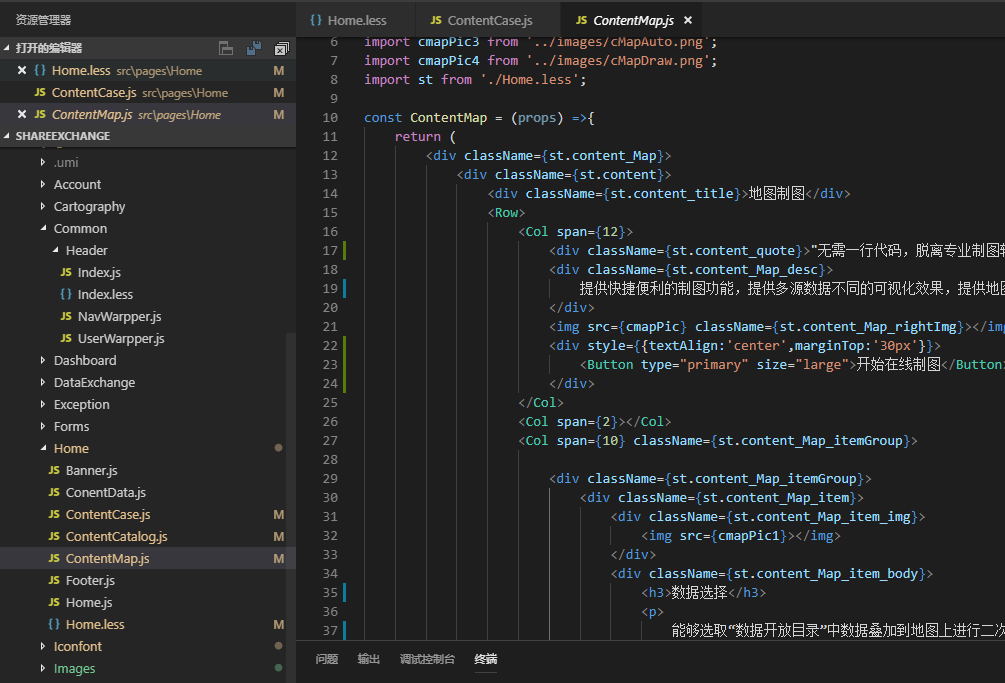 资源管理器
打开的编辑器
{} Home.less src\pages\Home M
JS ContentCase.js src\pages\Home M
JS ContentMap.js src\pages\Home M
SHAREEXCHANGE
.umi
Account
Cartography
Common
Header
JS Index.js
{} Index.less
JS NavWarpper.js
JS UserWarpper.js
Dashboard
DataExchange
Exception
Forms
Home
JS Banner.js
JS ConentData.js
JS ContentCase.js M
JS ContentCatalog.js M
JS ContentMap.js M
JS Footer.js
JS Home.js
{} Home.less M
Iconfont
Images
{} Home.less
JS ContentCase.js
JS ContentMap.js
6 import cmapPic3 from '../images/cMapAuto.png';
7 import cmapPic4 from '../images/cMapDraw.png';
8 import st from './Home.less';
9
10 const ContentMap = (props) =>{
11 return (
12 <div className={st.content_Map}>
13 <div className={st.content}>
14 <div className={st.content_title}>地图制图</div>
15 <Row>
16 <Col span={12}>
17 <div className={st.content_quote}>"无需一行代码，脱离专业制图软
18 <div className={st.content_Map_desc}>
19 提供快捷便利的制图功能，提供多源数据不同的可视化效果，提供地图
20 </div>
21 <img src={cmapPic} className={st.content_Map_rightImg}></img
22 <div style={{textAlign:'center',marginTop:'30px'}}>
23 <Button type="primary" size="large">开始在线制图</Button>
24 </div>
25 </Col>
26 <Col span={2}></Col>
27 <Col span={10} className={st.content_Map_itemGroup}>
28
29 <div className={st.content_Map_itemGroup}>
30 <div className={st.content_Map_item}>
31 <div className={st.content_Map_item_img}>
32 <img src={cmapPic1}></img>
33 </div>
34 <div className={st.content_Map_item_body}>
35 <h3>数据选择</h3>
36 <p>
37 能够选取“数据开放目录”中数据叠加到地图上进行二次
问题 输出 调试控制台 终端